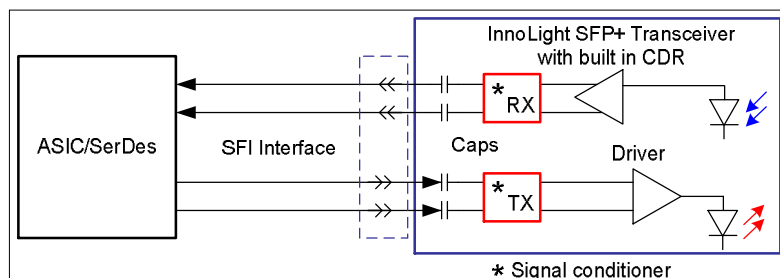 InnoLight SFP+ Transceiver
with built in CDR
* RX
ASIC/SerDes
SFI Interface
Caps
Driver
* TX
* Signal conditioner